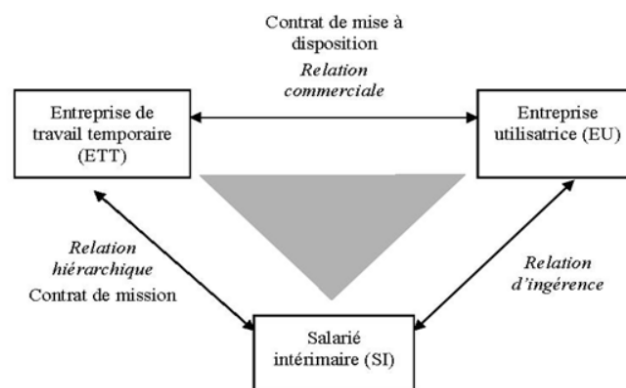 Contrat de mise à
disposition
Relation
commerciale
Entreprise de
travail temporaire
(ETT)
Entreprise
utilisatrice (EU)
Relation
hiérarchique
Contrat de mission
Relation
d'ingérence
Salarié
intérimaire (SI)